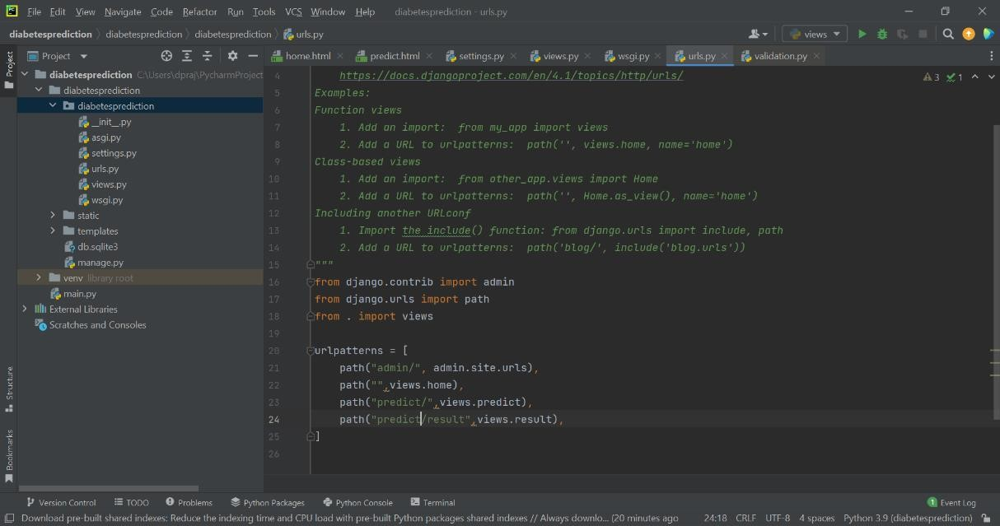 PC File Edit View Navigate Code Refactor Run Tools VCS Window Help diabetesprediction - urls.py
diabetesprediction diabetesprediction diabetesprediction urls.py views
Project Project home.html predict.html settings.py views.py wsgi.py urls.py validation.py
diabetesprediction C:\Users\dpraj\PycharmProject
diabetesprediction
diabetesprediction
__init__.py
asgi.py
settings.py
urls.py
views.py
wsgi.py
static
templates
db.sqlite3
manage.py
venv library root
main.py
External Libraries
Scratches and Consoles
3 1
4 https://docs.djangoproject.com/en/4.1/topics/http/urls/
5 Examples:
6 Function views
7 1. Add an import: from my_app import views
8 2. Add a URL to urlpatterns: path('', views.home, name='home')
9 Class-based views
10 1. Add an import: from other_app.views import Home
11 2. Add a URL to urlpatterns: path('', Home.as_view(), name='home')
12 Including another URLconf
13 1. Import the include() function: from django.urls import include, path
14 2. Add a URL to urlpatterns: path('blog/', include('blog.urls'))
15 """
16 from django.contrib import admin
17 from django.urls import path
18 from . import views
19
20 urlpatterns = [
21 path("admin/", admin.site.urls),
22 path("",views.home),
23 path("predict/",views.predict),
24 path("predict/result",views.result),
25 ]
26
Structure
Bookmarks
Version Control TODO Problems Python Packages Python Console Terminal 1 Event Log
Download pre-built shared indexes: Reduce the indexing time and CPU load with pre-built Python packages shared indexes // Always downlo... (20 minutes ago 24:18 CRLF UTF-8 4 spaces Python 3.9 (diabetesprediction)